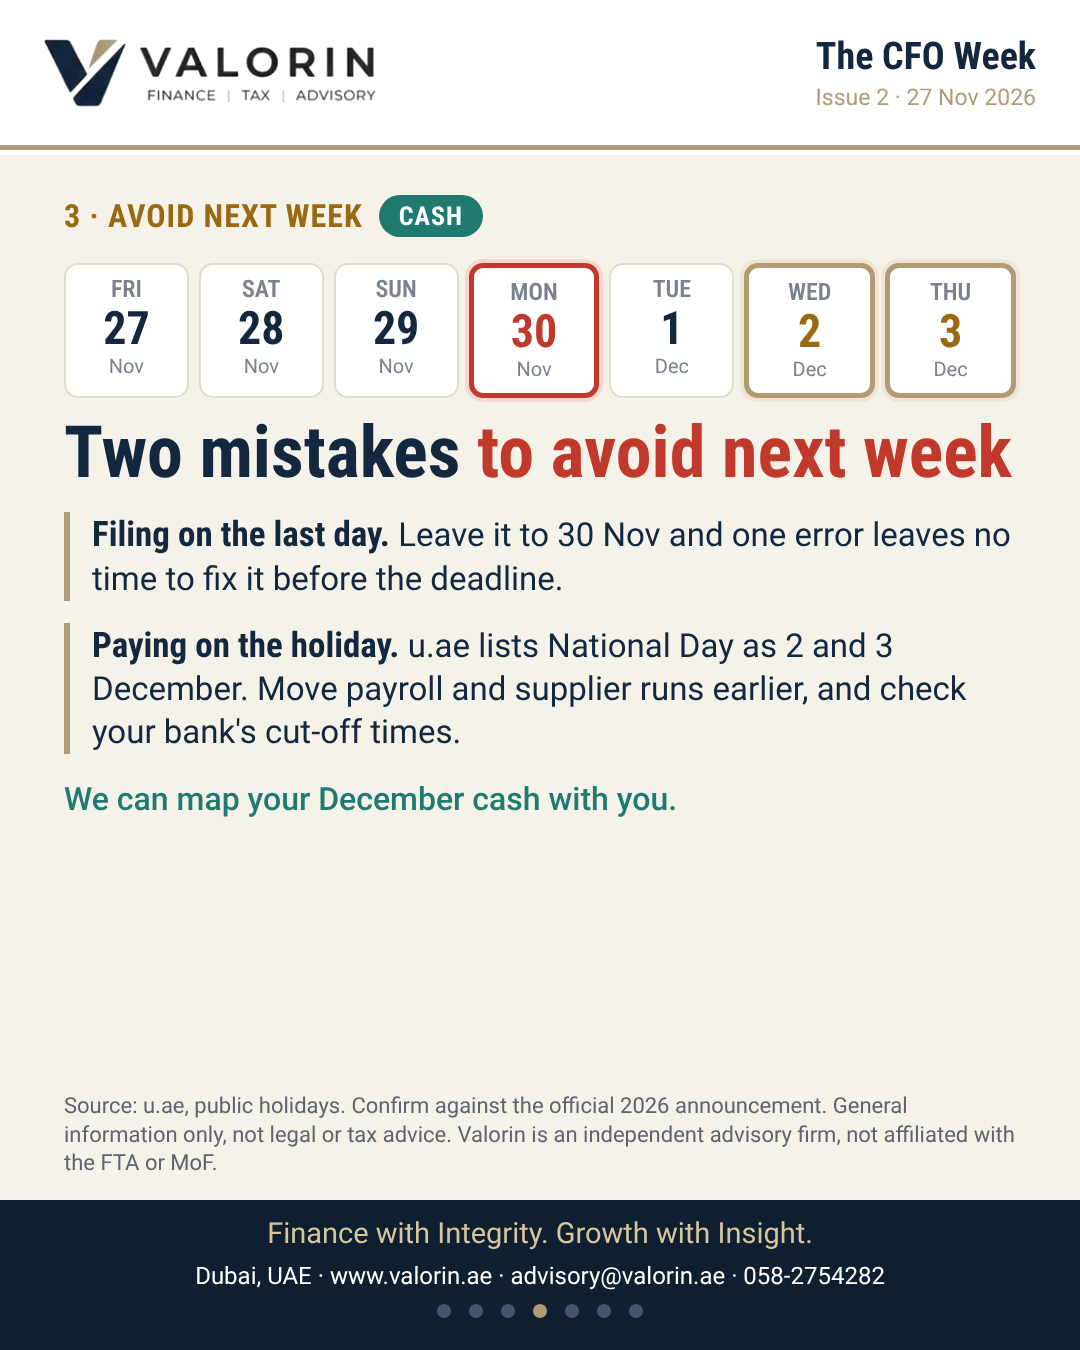 VALORIN
FINANCE | TAX | ADVISORY
The CFO Week
Issue 2 · 27 Nov 2026
3 · AVOID NEXT WEEK
CASH
FRI
27
Nov
SAT
28
Nov
SUN
29
Nov
MON
30
Nov
TUE
1
Dec
WED
2
Dec
THU
3
Dec
Two mistakes to avoid next week
Filing on the last day. Leave it to 30 Nov and one error leaves no
time to fix it before the deadline.
Paying on the holiday. u.ae lists National Day as 2 and 3
December. Move payroll and supplier runs earlier, and check
your bank's cut-off times.
We can map your December cash with you.
Source: u.ae, public holidays. Confirm against the official 2026 announcement. General
information only, not legal or tax advice. Valorin is an independent advisory firm, not affiliated with
the FTA or MoF.
Finance with Integrity. Growth with Insight.
Dubai, UAE · www.valorin.ae · advisory@valorin.ae · 058-2754282